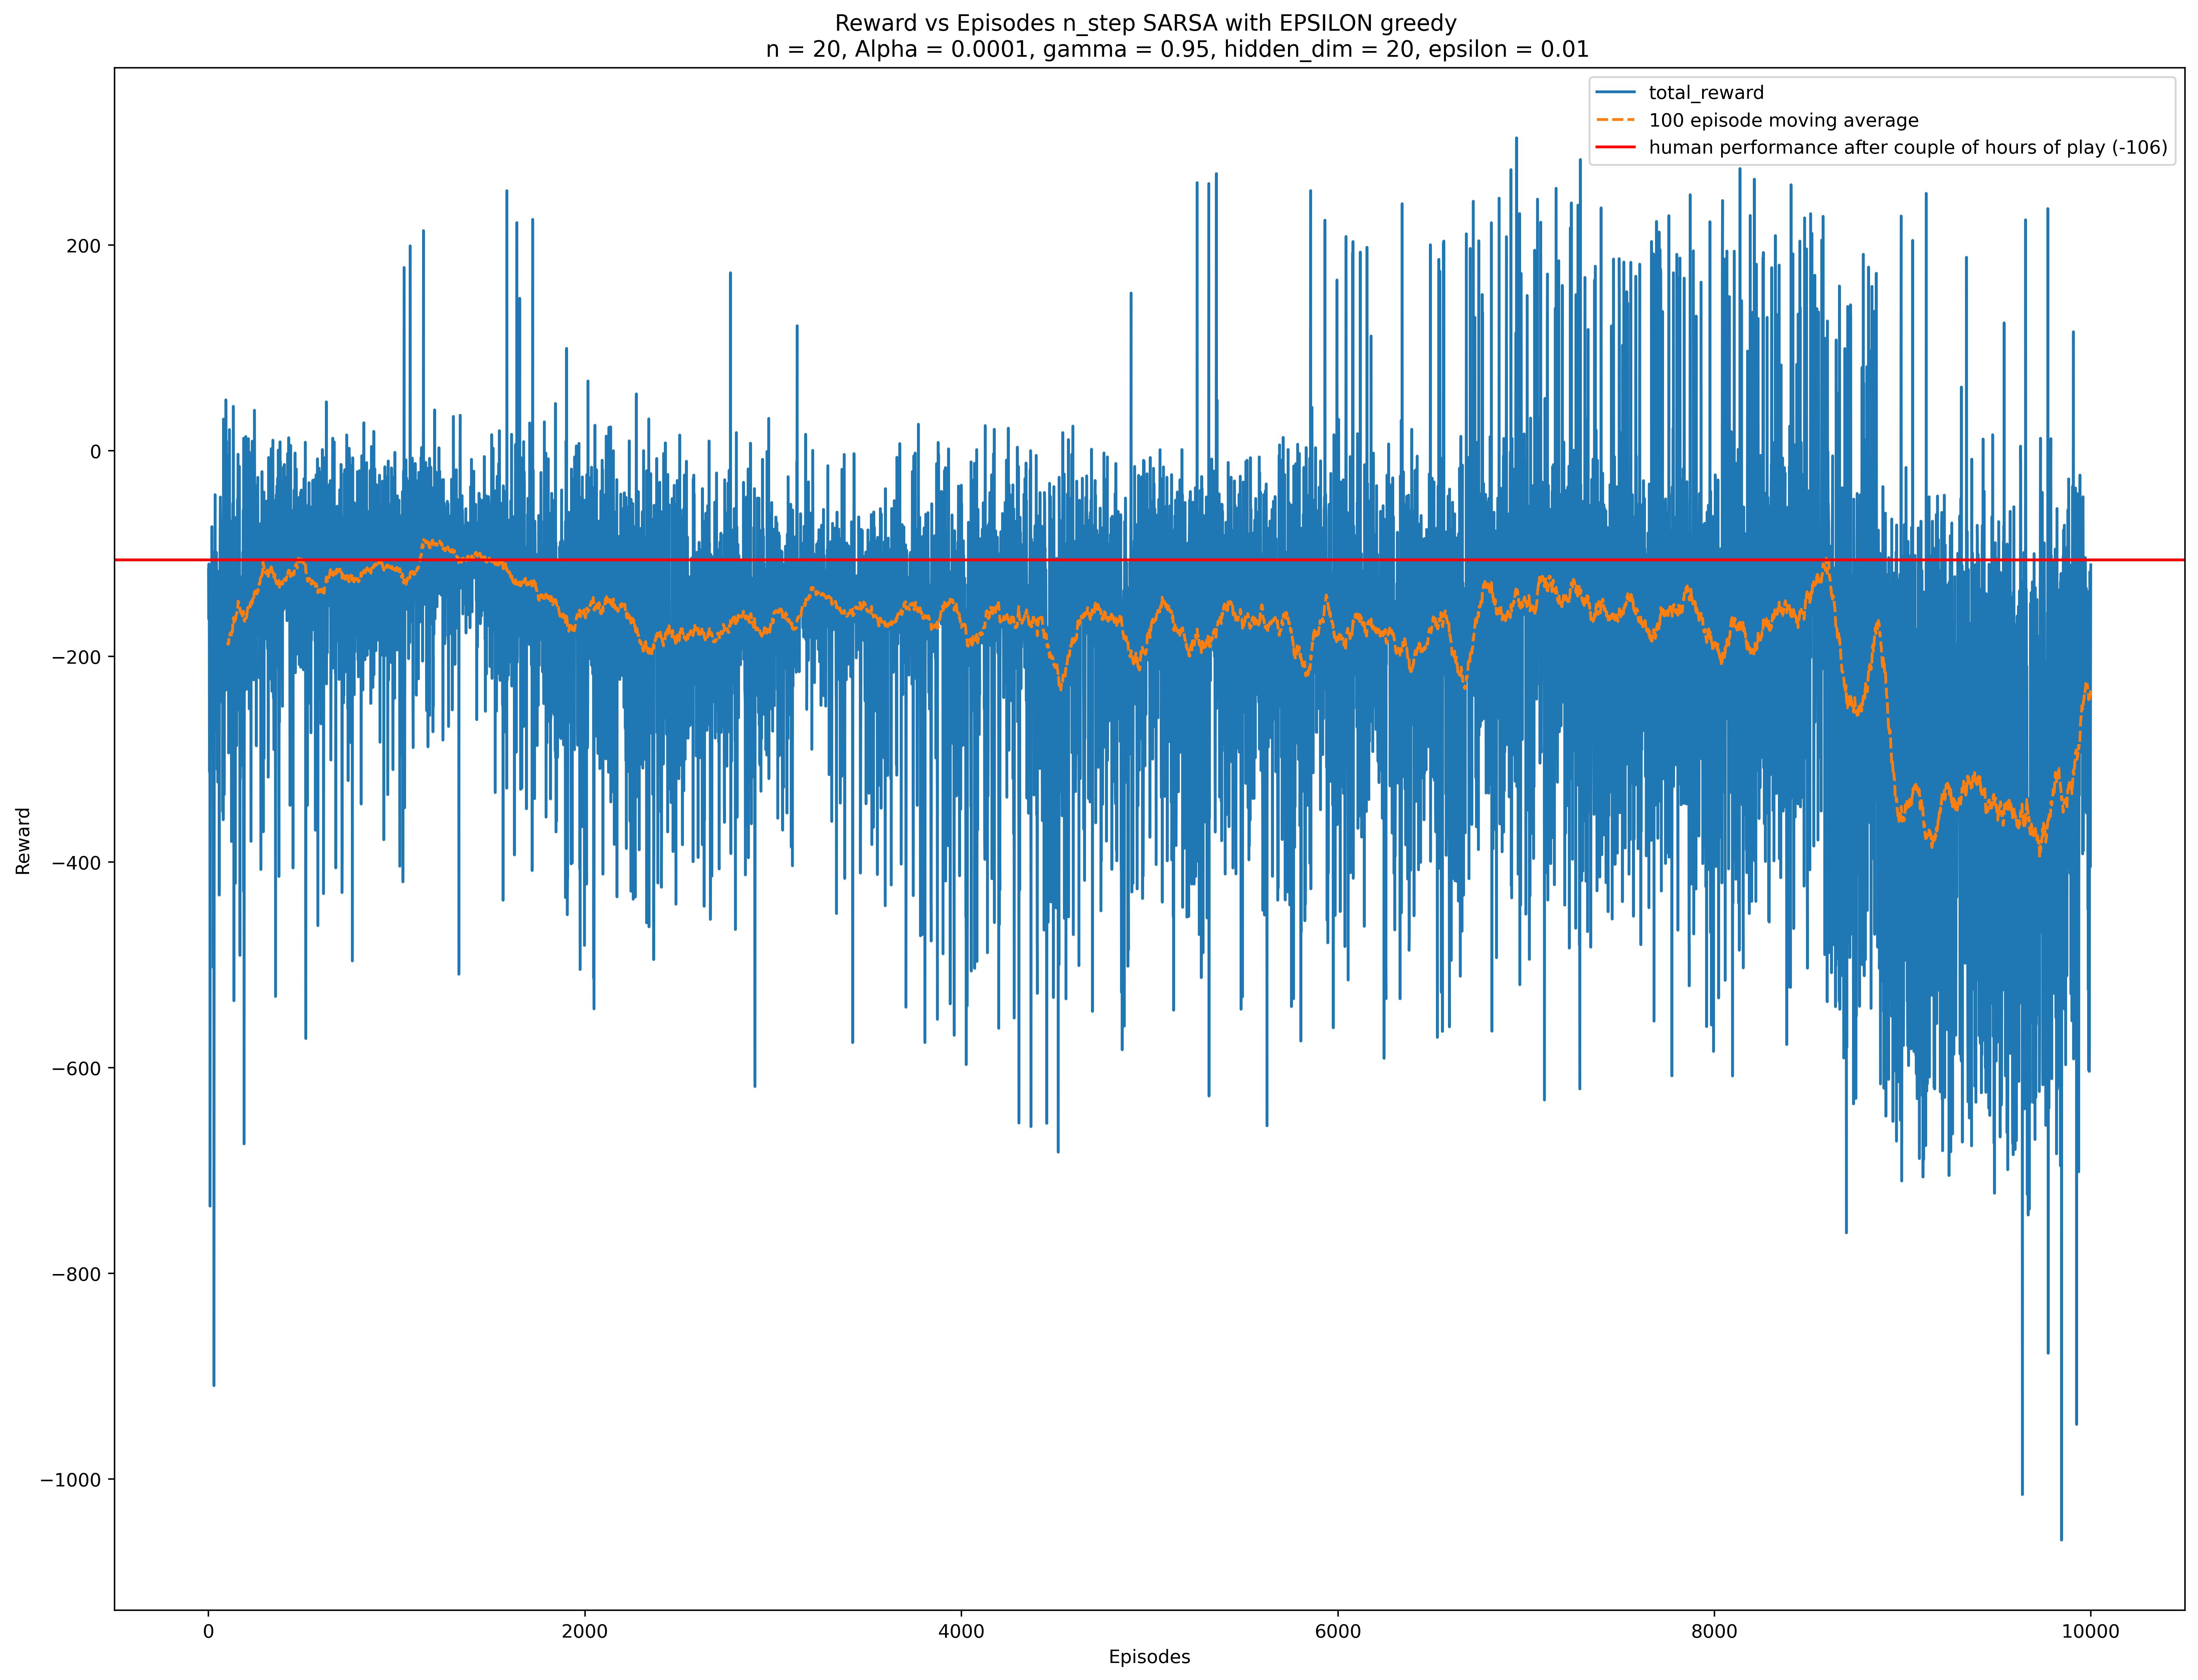 Reward vs Episodes n_step SARSA with EPSILON greedy
n = 20, Alpha = 0.0001, gamma = 0.95, hidden_dim = 20, epsilon = 0.01
total_reward
100 episode moving average
human performance after couple of hours of play (-106)
200
0
−200
−400
−600
−800
−1000
Reward
0
2000
4000
6000
8000
10000
Episodes